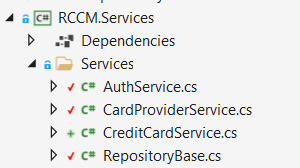 RCCM.Services
Dependencies
Services
C# AuthService.cs
C# CardProviderService.cs
C# CreditCardService.cs
C# RepositoryBase.cs